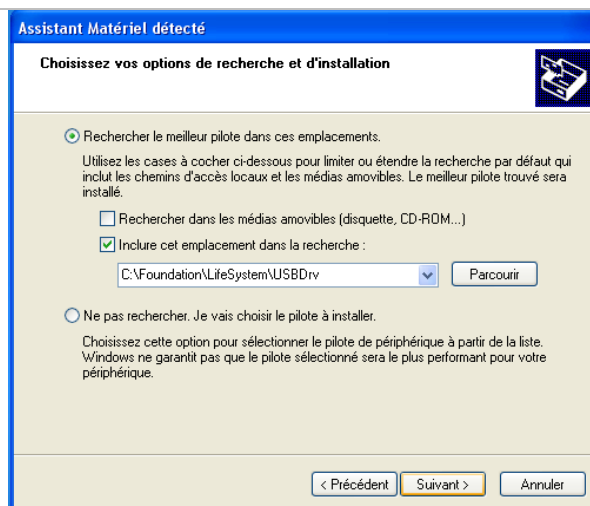 Assistant Matériel détecté
Choisissez vos options de recherche et d'installation
Rechercher le meilleur pilote dans ces emplacements.
Utilisez les cases à cocher ci-dessous pour limiter ou étendre la recherche par défaut qui
inclut les chemins d'accès locaux et les médias amovibles. Le meilleur pilote trouvé sera
installé.
Rechercher dans les médias amovibles (disquette, CD-ROM...)
Inclure cet emplacement dans la recherche :
C:\Foundation\LifeSystem\USBDrv
Parcourir
Ne pas rechercher. Je vais choisir le pilote à installer.
Choisissez cette option pour sélectionner le pilote de périphérique à partir de la liste.
Windows ne garantit pas que le pilote sélectionné sera le plus performant pour votre
périphérique.
< Précédent Suivant > Annuler